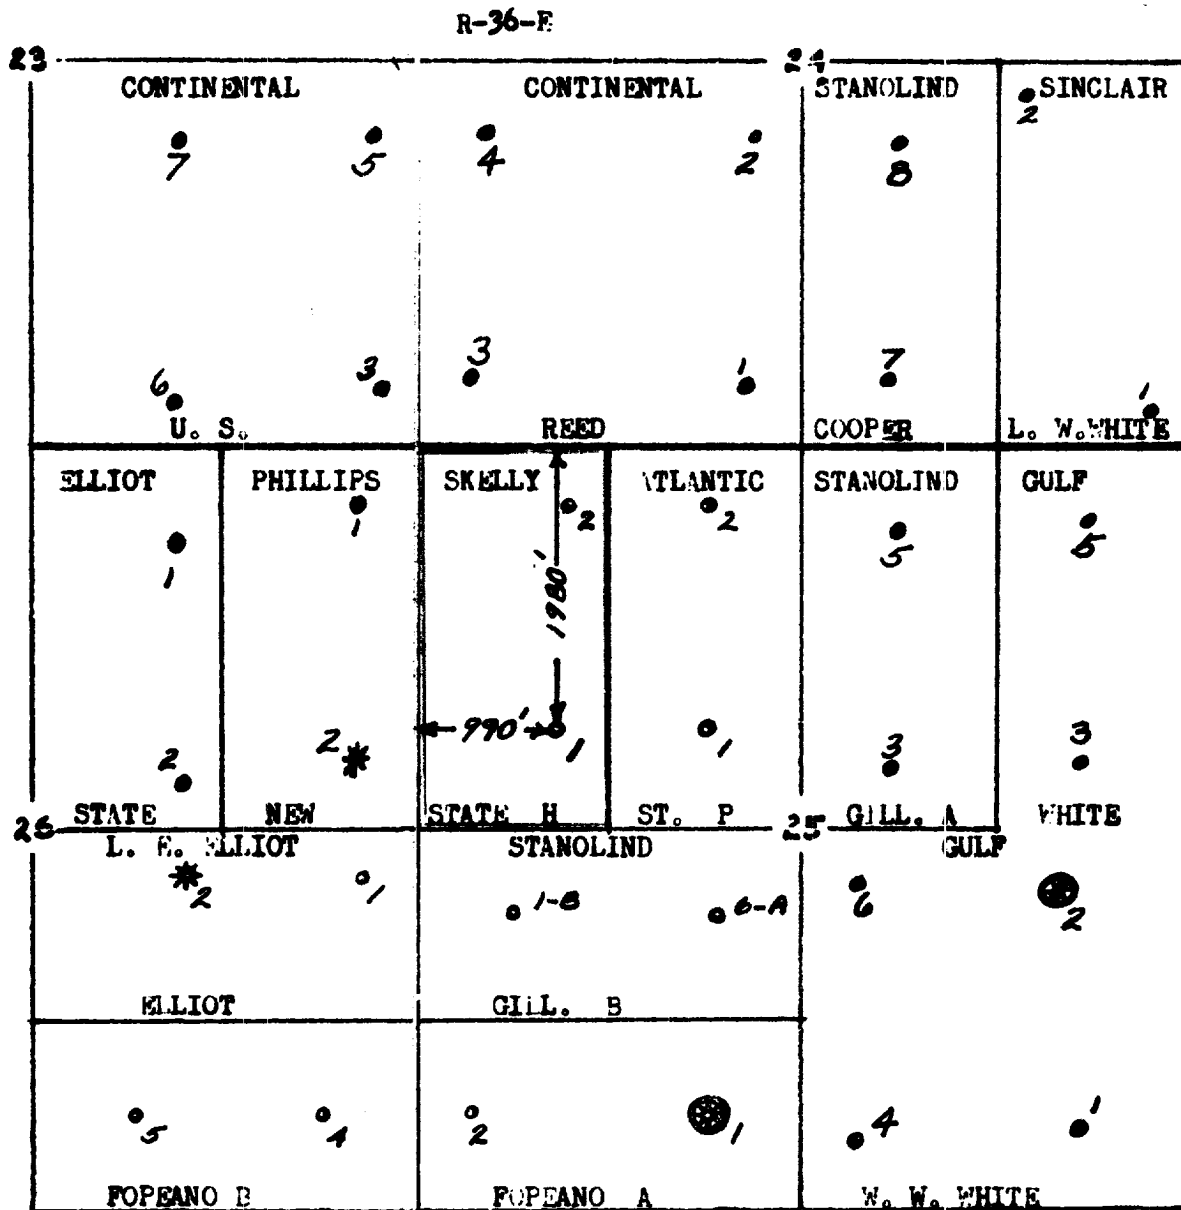 R-36-E
23 24
CONTINENTAL CONTINENTAL STANOLIND SINCLAIR
2
7 5 4 2 8
3 7
6 3 1 1
U. S. REED COOPER L. W. WHITE
ELLIOT PHILLIPS SKELLY ATLANTIC STANOLIND GULF
1 2 2 5 5
1
1980'
2 2 990' 1 1 3 3
STATE NEW STATE H ST. P GILL. A WHITE
26 25
L. E. ELLIOT STANOLIND GULF
2 1 1-B 6-A 6 2
ELLIOT GILL. B
5 4 2 1 4 1
FOPEANO B FOPEANO A W. W. WHITE